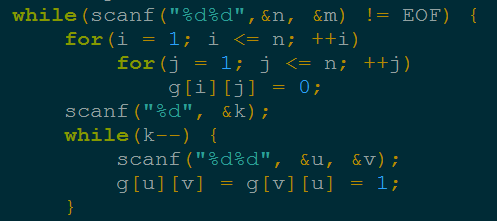 while(scanf("%d%d",&n, &m) != EOF) {
    for(i = 1; i <= n; ++i)
        for(j = 1; j <= n; ++j)
            g[i][j] = 0;
    scanf("%d", &k);
    while(k--) {
        scanf("%d%d", &u, &v);
        g[u][v] = g[v][u] = 1;
    }